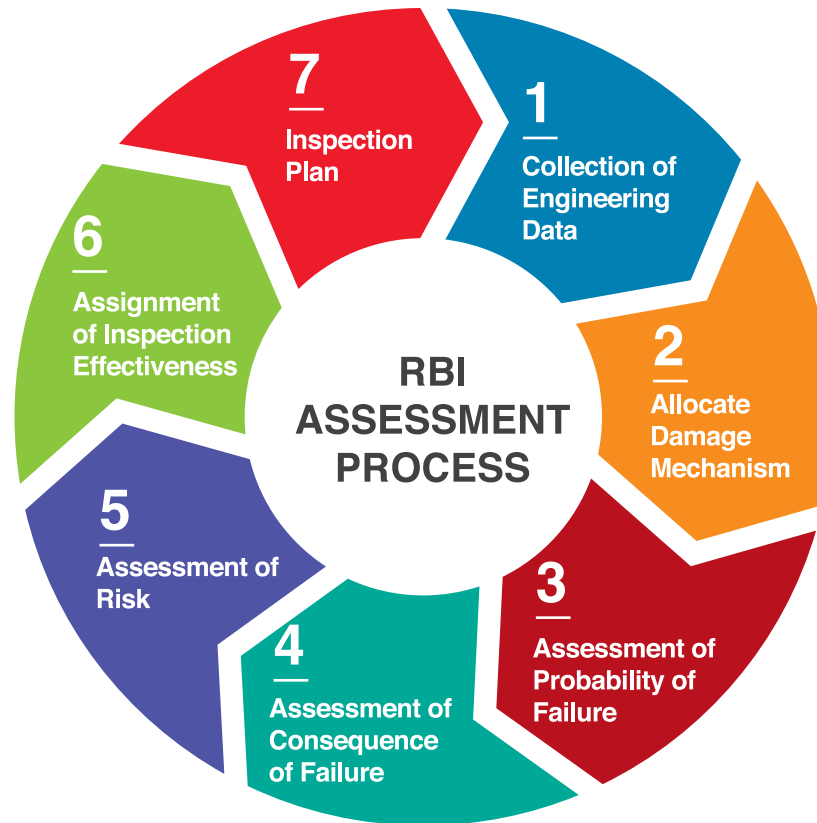 RBI
ASSESSMENT
PROCESS
1
Collection of
Engineering
Data
2
Allocate
Damage
Mechanism
3
Assessment of
Probability of
Failure
4
Assessment of
Consequence
of Failure
5
Assessment of
Risk
6
Assignment
of Inspection
Effectiveness
7
Inspection
Plan